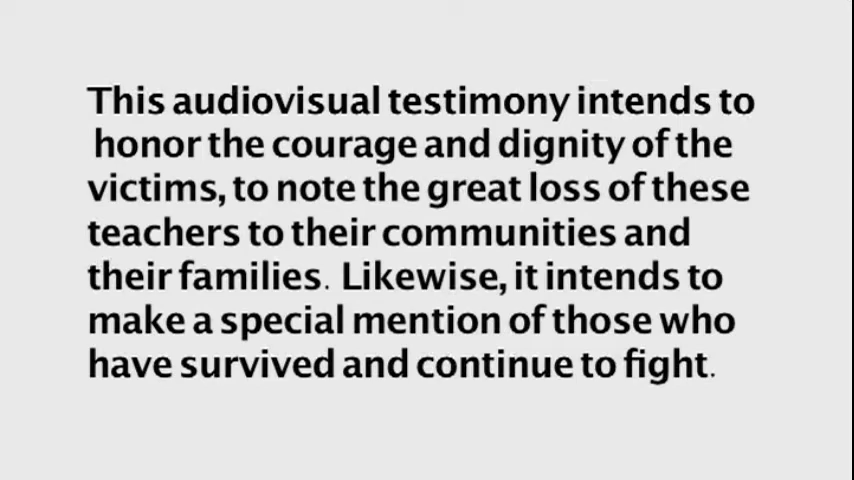 This audiovisual testimony intends to
honor the courage and dignity of the
victims, to note the great loss of these
teachers to their communities and
their families. Likewise, it intends to
make a special mention of those who
have survived and continue to fight.